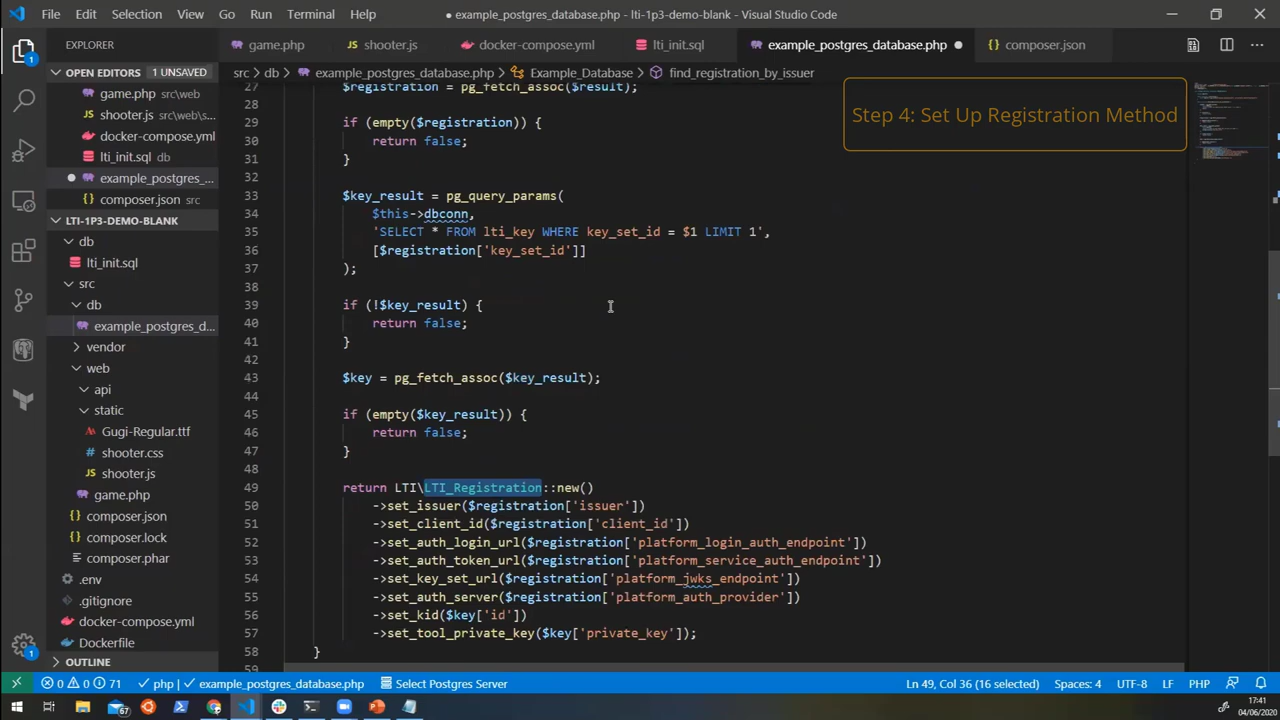 File Edit Selection View Go Run Terminal Help
● example_postgres_database.php - lti-1p3-demo-blank - Visual Studio Code
EXPLORER
game.php shooter.js docker-compose.yml lti_init.sql example_postgres_database.php composer.json
OPEN EDITORS 1 UNSAVED
src > db > example_postgres_database.php > Example_Database > find_registration_by_issuer
game.php src\web
shooter.js src\web\s...
docker-compose.yml
lti_init.sql db
example_postgres_...
composer.json src
LTI-1P3-DEMO-BLANK
db
lti_init.sql
src
db
example_postgres_d...
vendor
web
api
static
Gugi-Regular.ttf
shooter.css
shooter.js
game.php
composer.json
composer.lock
composer.phar
.env
.gitignore
docker-compose.yml
Dockerfile
OUTLINE
Step 4: Set Up Registration Method
27 $registration = pg_fetch_assoc($result);
28
29 if (empty($registration)) {
30 return false;
31 }
32
33 $key_result = pg_query_params(
34 $this->dbconn,
35 'SELECT * FROM lti_key WHERE key_set_id = $1 LIMIT 1',
36 [$registration['key_set_id']]
37 );
38
39 if (!$key_result) {
40 return false;
41 }
42
43 $key = pg_fetch_assoc($key_result);
44
45 if (empty($key_result)) {
46 return false;
47 }
48
49 return LTI\LTI_Registration::new()
50 ->set_issuer($registration['issuer'])
51 ->set_client_id($registration['client_id'])
52 ->set_auth_login_url($registration['platform_login_auth_endpoint'])
53 ->set_auth_token_url($registration['platform_service_auth_endpoint'])
54 ->set_key_set_url($registration['platform_jwks_endpoint'])
55 ->set_auth_server($registration['platform_auth_provider'])
56 ->set_kid($key['id'])
57 ->set_tool_private_key($key['private_key']);
58 }
59
0 0 71 php example_postgres_database.php Select Postgres Server Ln 49, Col 36 (16 selected) Spaces: 4 UTF-8 LF PHP
67
17:41
04/06/2020